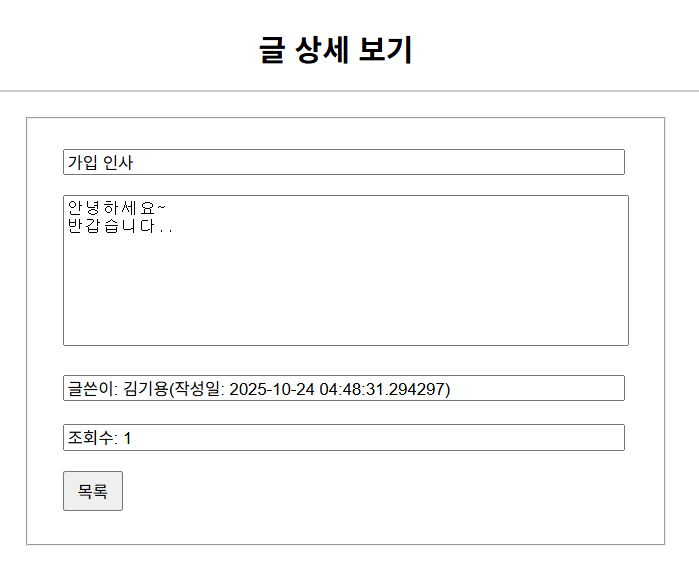 글 상세 보기
가입 인사
안녕하세요~
반갑습니다..
글쓴이: 김기용(작성일: 2025-10-24 04:48:31.294297)
조회수: 1
목록